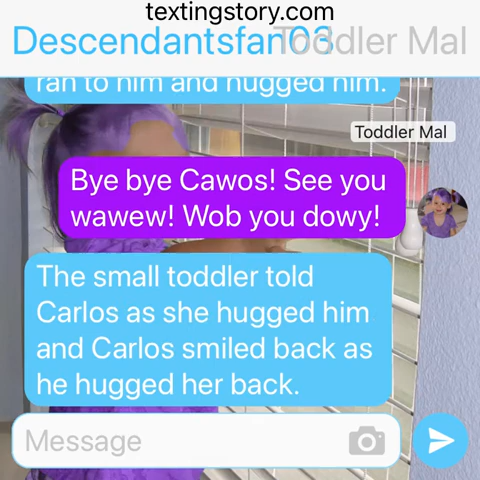 textingstory.com
Descendantsfan03
Toddler Mal
ran to him and hugged him.
Toddler Mal
Bye bye Cawos! See you
wawew! Wob you dowy!
The small toddler told
Carlos as she hugged him
and Carlos smiled back as
he hugged her back.
Message